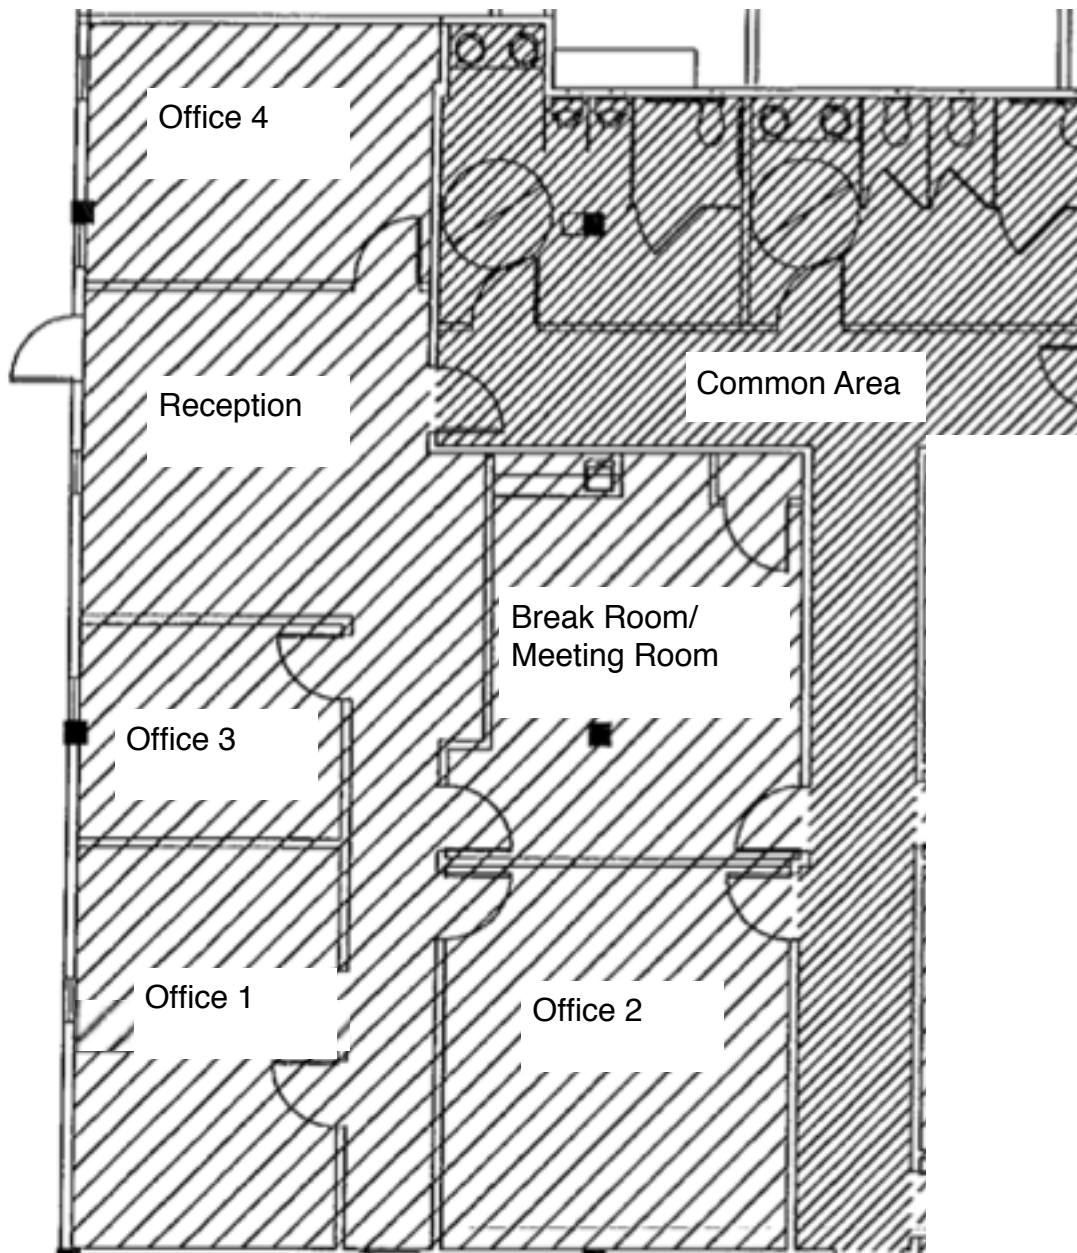 Office 4
Reception
Common Area
Break Room/
Meeting Room
Office 3
Office 1
Office 2